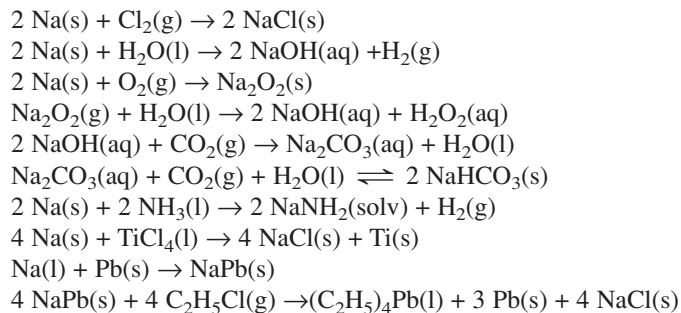 2 Na(s) + Cl₂(g) → 2 NaCl(s)
2 Na(s) + H₂O(l) → 2 NaOH(aq) +H₂(g)
2 Na(s) + O₂(g) → Na₂O₂(s)
Na₂O₂(g) + H₂O(l) → 2 NaOH(aq) + H₂O₂(aq)
2 NaOH(aq) + CO₂(g) → Na₂CO₃(aq) + H₂O(l)
Na₂CO₃(aq) + CO₂(g) + H₂O(l) ⇌ 2 NaHCO₃(s)
2 Na(s) + 2 NH₃(l) → 2 NaNH₂(solv) + H₂(g)
4 Na(s) + TiCl₄(l) → 4 NaCl(s) + Ti(s)
Na(l) + Pb(s) → NaPb(s)
4 NaPb(s) + 4 C₂H₅Cl(g) →(C₂H₅)₄Pb(l) + 3 Pb(s) + 4 NaCl(s)